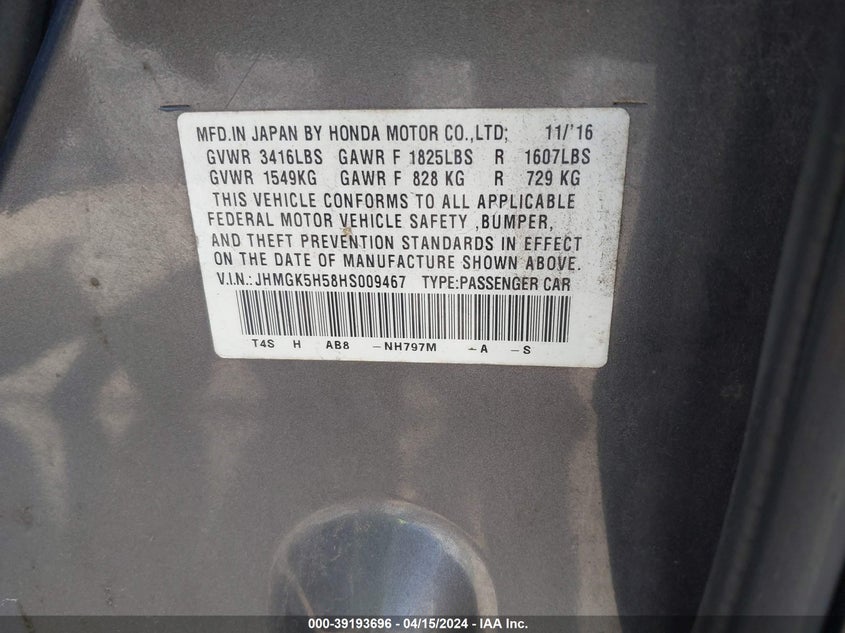 MFD.IN JAPAN BY HONDA MOTOR CO.,LTD; 11/'16
GVWR 3416LBS GAWR F 1825LBS R 1607LBS
GVWR 1549KG GAWR F 828 KG R 729 KG
THIS VEHICLE CONFORMS TO ALL APPLICABLE
FEDERAL MOTOR VEHICLE SAFETY ,BUMPER,
AND THEFT PREVENTION STANDARDS IN EFFECT
ON THE DATE OF MANUFACTURE SHOWN ABOVE.
V.I.N.: JHMGK5H58HS009467 TYPE:PASSENGER CAR
T4S H AB8 –NH797M –A –S
000-39193696 - 04/15/2024 - IAA Inc.